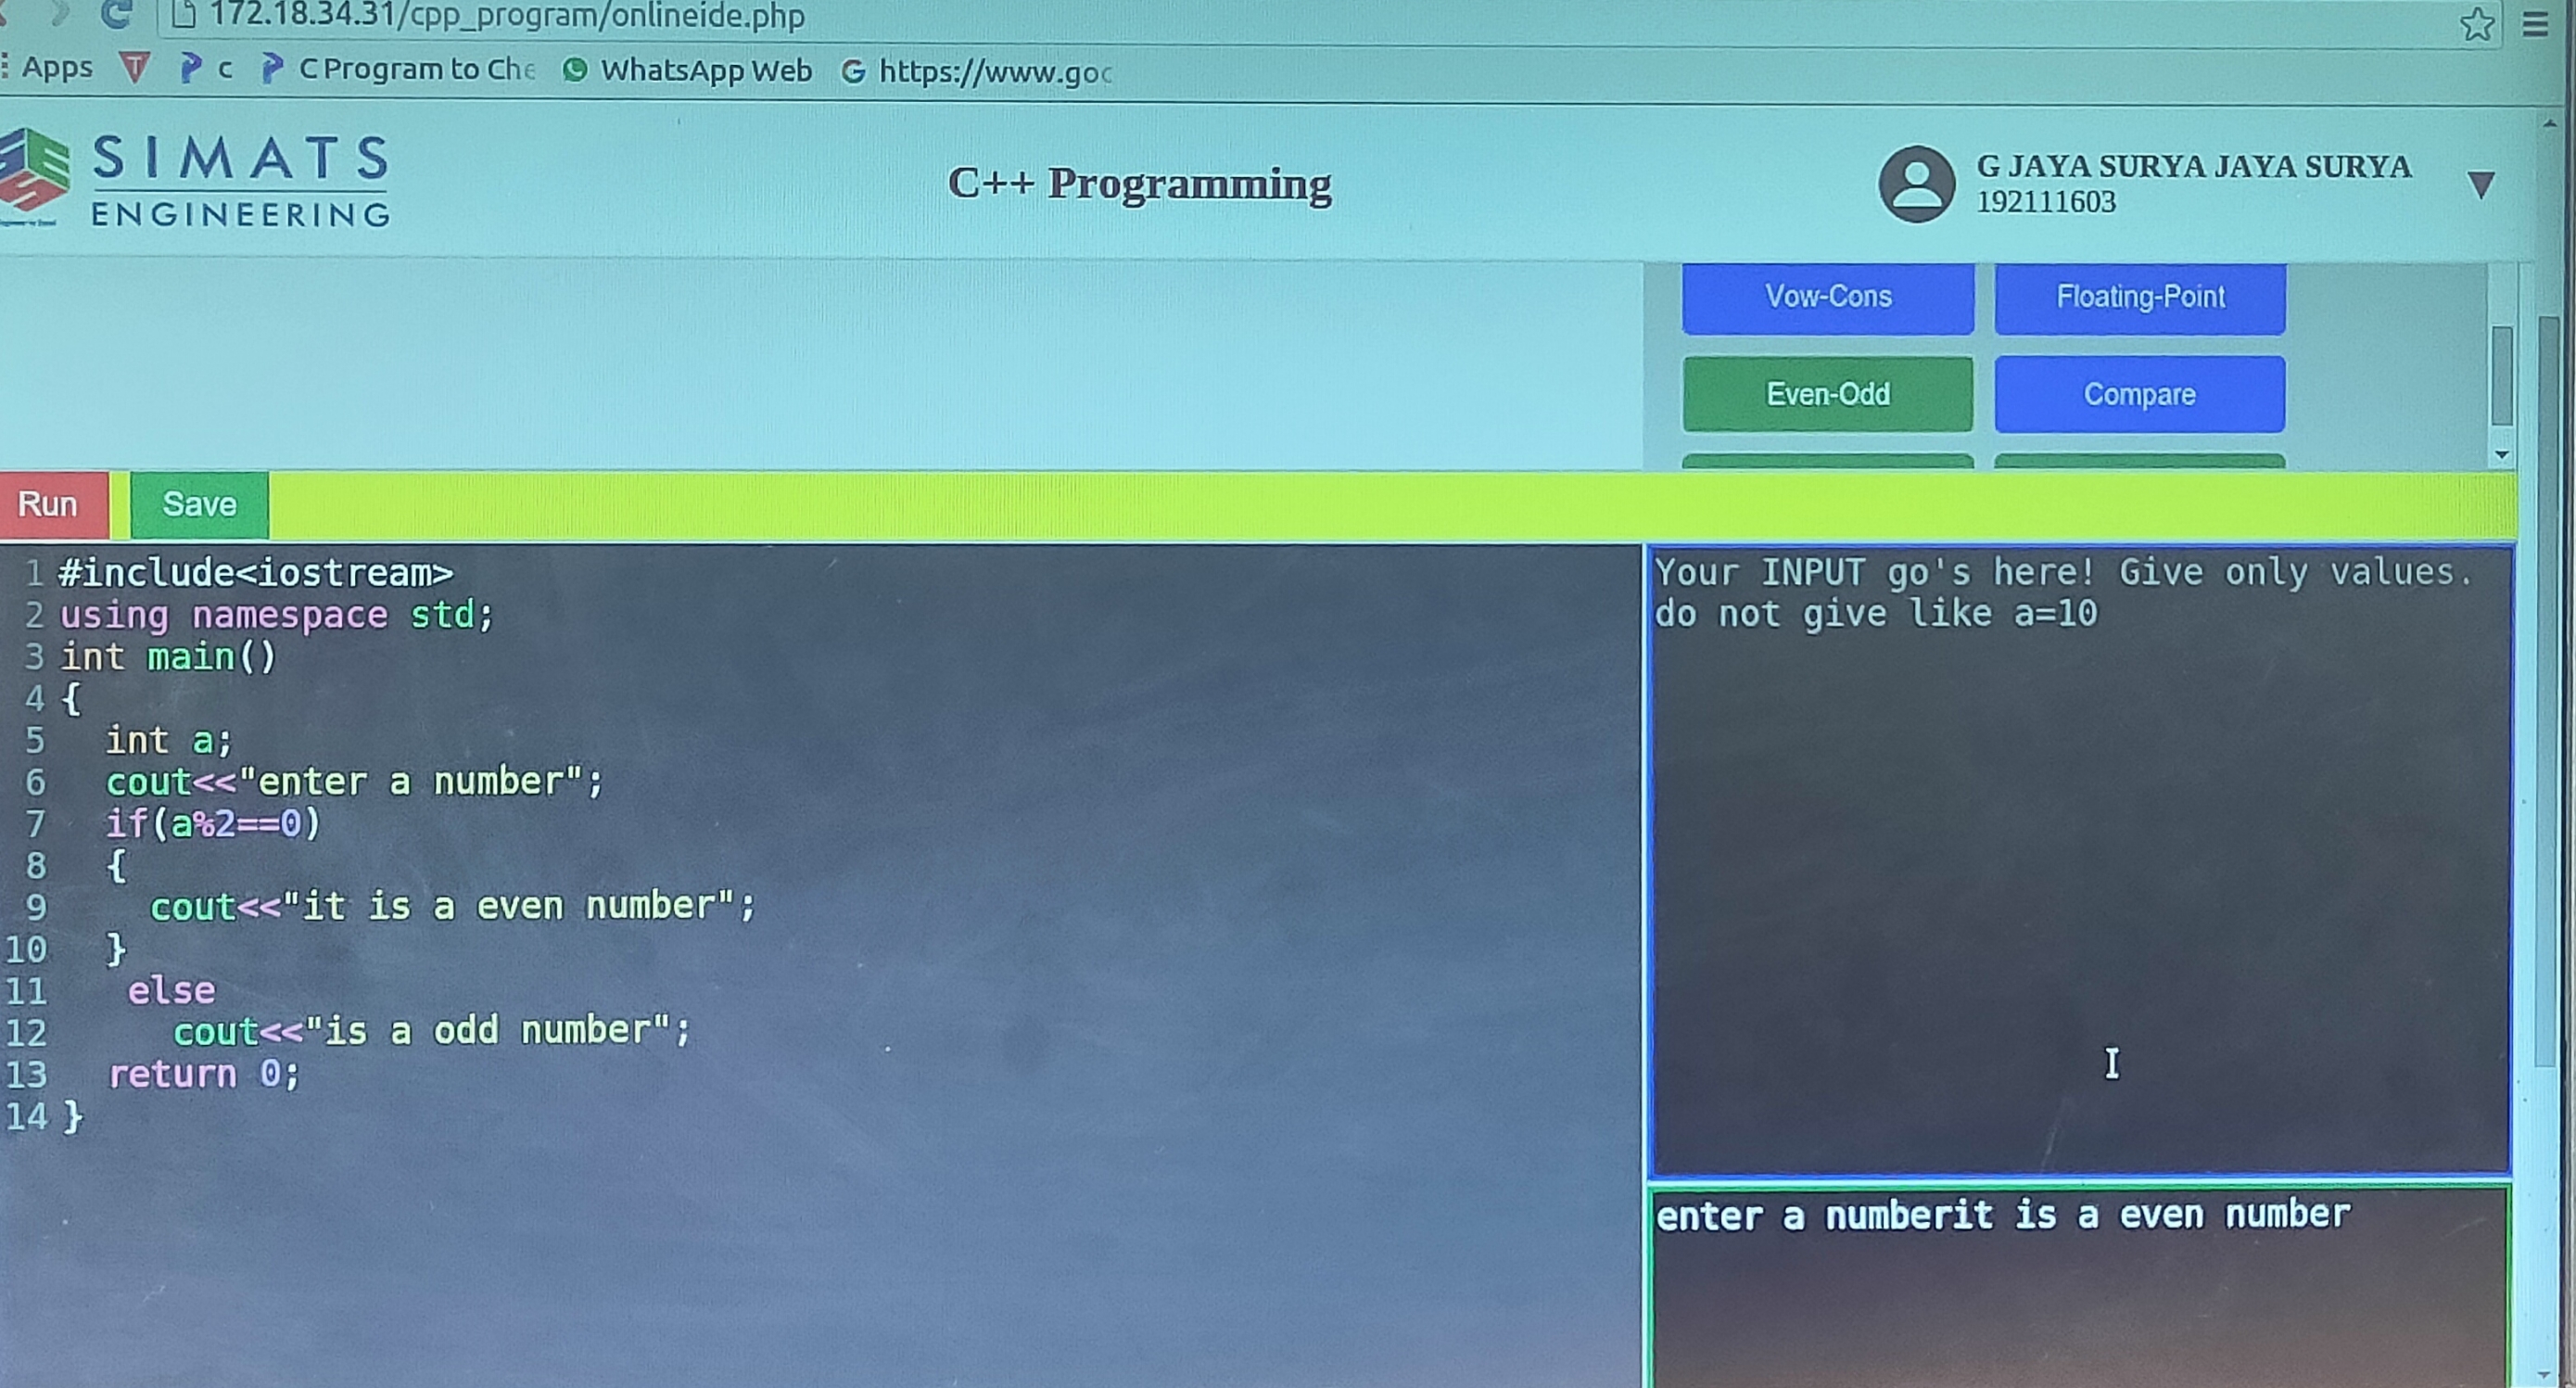 172.18.34.31/cpp_program/onlineide.php
Apps c C Program to Che WhatsApp Web https://www.goo
SIMATS
ENGINEERING
C++ Programming
G JAYA SURYA JAYA SURYA
192111603
Vow-Cons Floating-Point
Even-Odd Compare
Run Save
1 #include<iostream>
2 using namespace std;
3 int main()
4 {
5 int a;
6 cout<<"enter a number";
7 if(a%2==0)
8 {
9 cout<<"it is a even number";
10 }
11 else
12 cout<<"is a odd number";
13 return 0;
14 }
Your INPUT go's here! Give only values.
do not give like a=10
enter a numberit is a even number